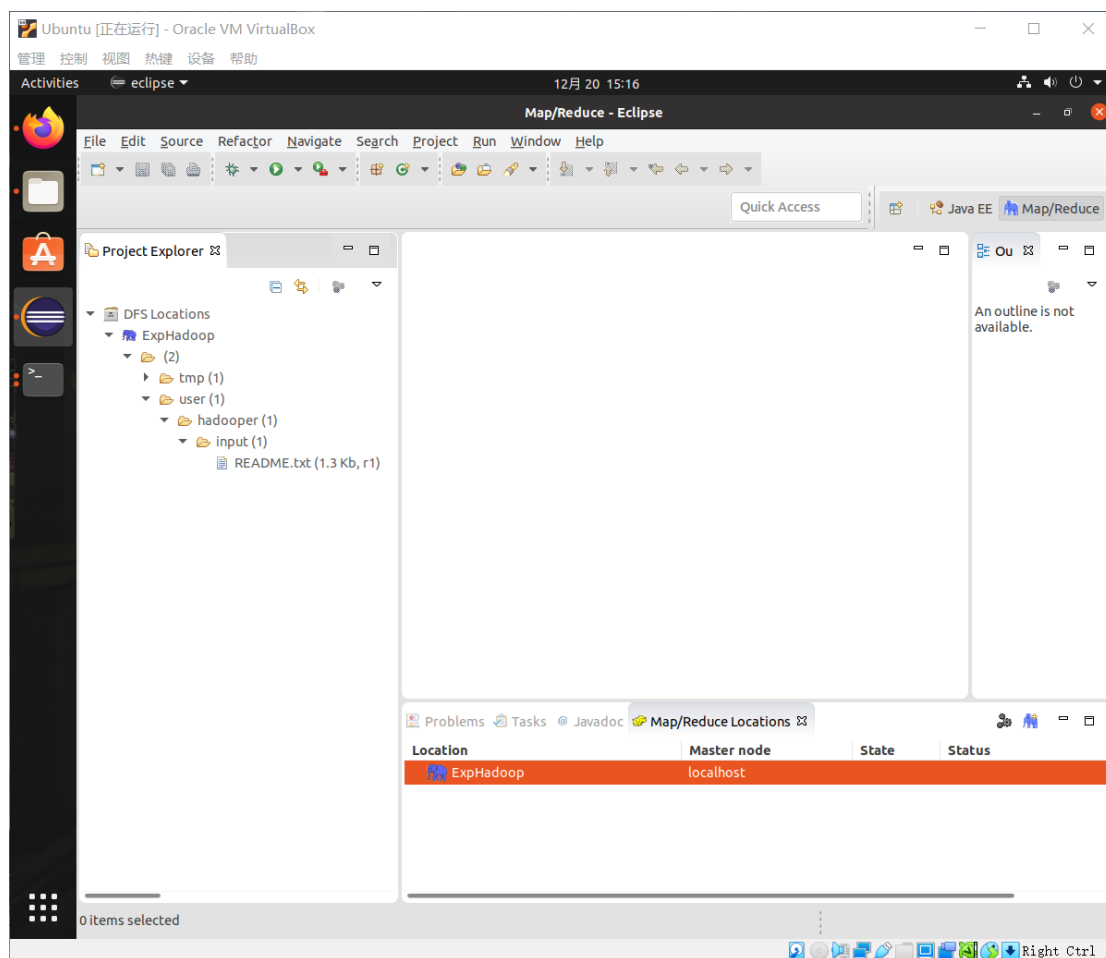 Ubuntu [正在运行] - Oracle VM VirtualBox
管理 控制 视图 热键 设备 帮助
Activities eclipse 12月 20 15:16
Map/Reduce - Eclipse
File Edit Source Refactor Navigate Search Project Run Window Help
Quick Access Java EE Map/Reduce
Project Explorer Ou
DFS Locations
An outline is not
available.
ExpHadoop
(2)
tmp (1)
user (1)
hadooper (1)
input (1)
README.txt (1.3 Kb, r1)
Problems Tasks @ Javadoc Map/Reduce Locations
Location Master node State Status
ExpHadoop localhost
0 items selected
Right Ctrl